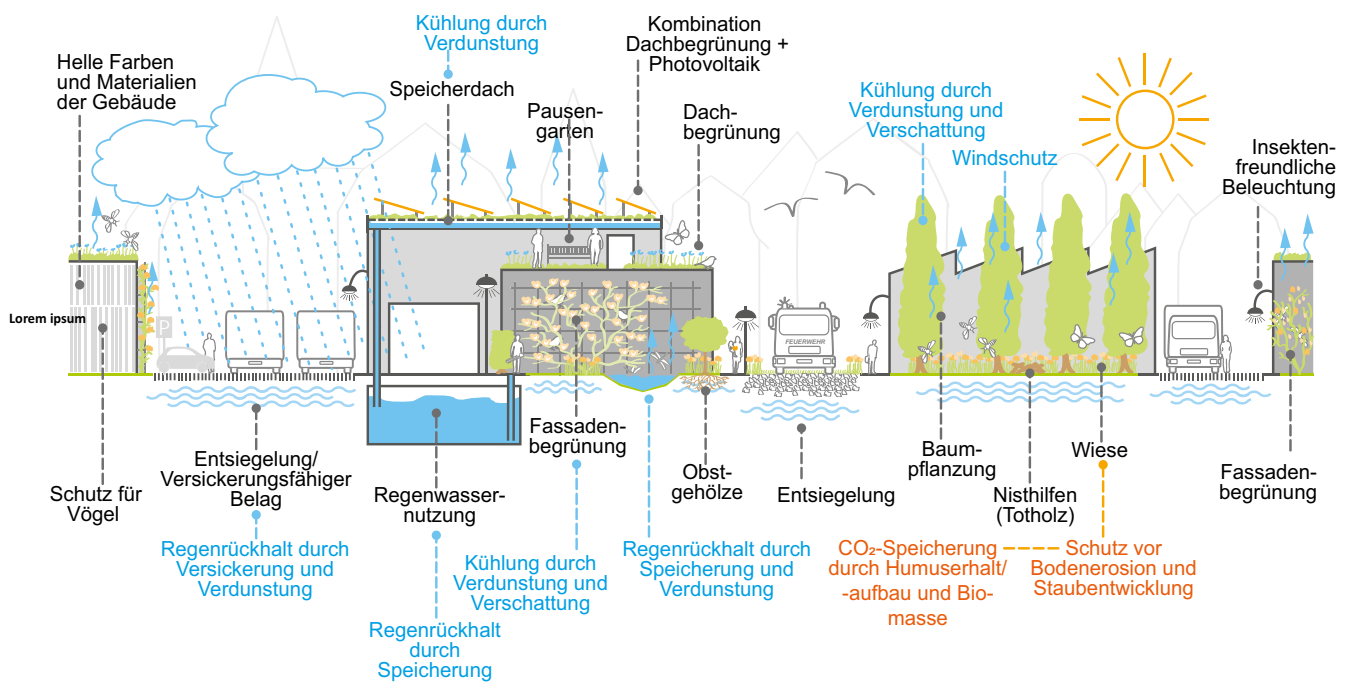 Kühlung durch
Verdunstung
Speicherdach
Helle Farben
und Materialien
der Gebäude
Kombination
Dachbegrünung +
Photovoltaik
Pausen-
garten
Dach-
begrünung
Kühlung durch
Verdunstung und
Verschattung
Windschutz
Insekten-
freundliche
Beleuchtung
Lorem ipsum
P
FEUERWEHR
Schutz für
Vögel
Entsiegelung/
Versickerungsfähiger
Belag
Regenrückhalt durch
Versickerung und
Verdunstung
Regenwasser-
nutzung
Regenrückhalt
durch
Speicherung
Fassaden-
begrünung
Kühlung durch
Verdunstung und
Verschattung
Regenrückhalt durch
Speicherung und
Verdunstung
Obst-
gehölze
Entsiegelung
Baum-
pflanzung
Nisthilfen
(Totholz)
Wiese
CO₂-Speicherung
durch Humuserhalt/
-aufbau und Bio-
masse
Schutz vor
Bodenerosion und
Staubentwicklung
Fassaden-
begrünung